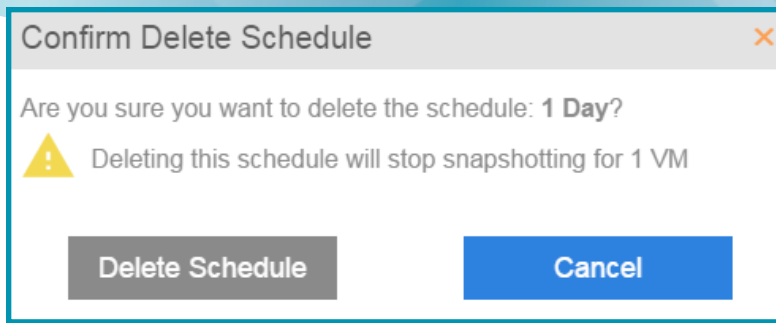 Confirm Delete Schedule
Are you sure you want to delete the schedule: 1 Day?
Deleting this schedule will stop snapshotting for 1 VM
Delete Schedule
Cancel